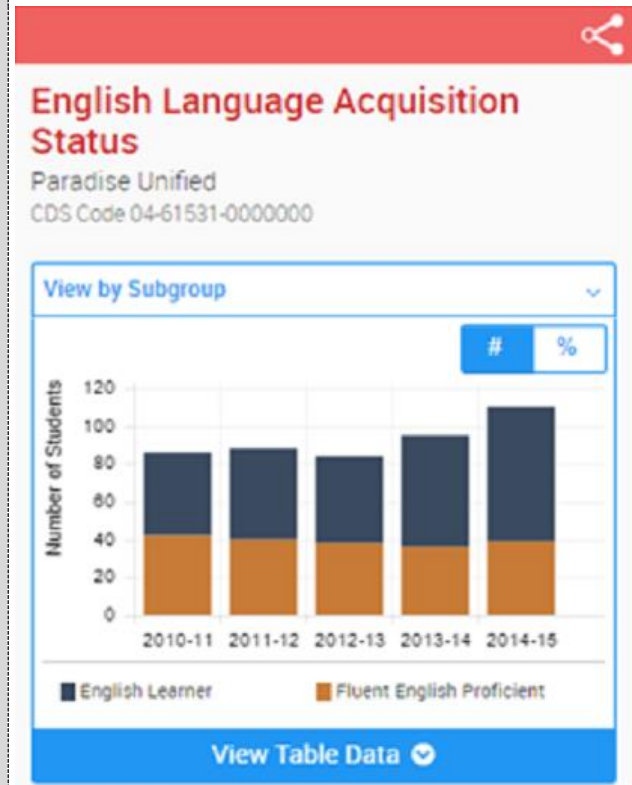 English Language Acquisition
Status
Paradise Unified
CDS Code 04-61531-0000000
View by Subgroup
# %
Number of Students
120
100
80
60
40
20
0
2010-11 2011-12 2012-13 2013-14 2014-15
English Learner Fluent English Proficient
View Table Data